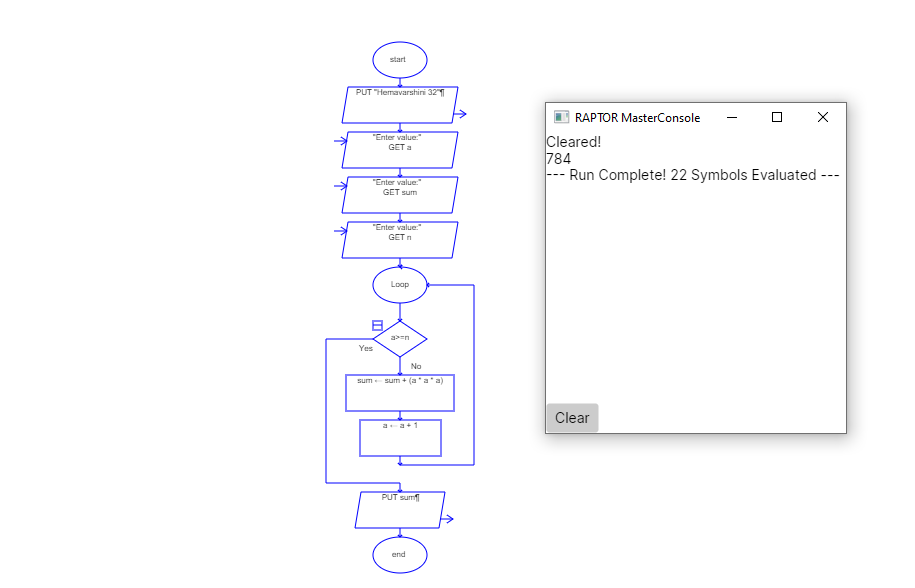 start
PUT "Hemavarshini 32"¶
"Enter value:"
GET a
"Enter value:"
GET sum
"Enter value:"
GET n
Loop
a>=n
Yes
No
sum ← sum + (a * a * a)
a ← a + 1
PUT sum¶
end
RAPTOR MasterConsole
Cleared!
784
--- Run Complete! 22 Symbols Evaluated ---
Clear